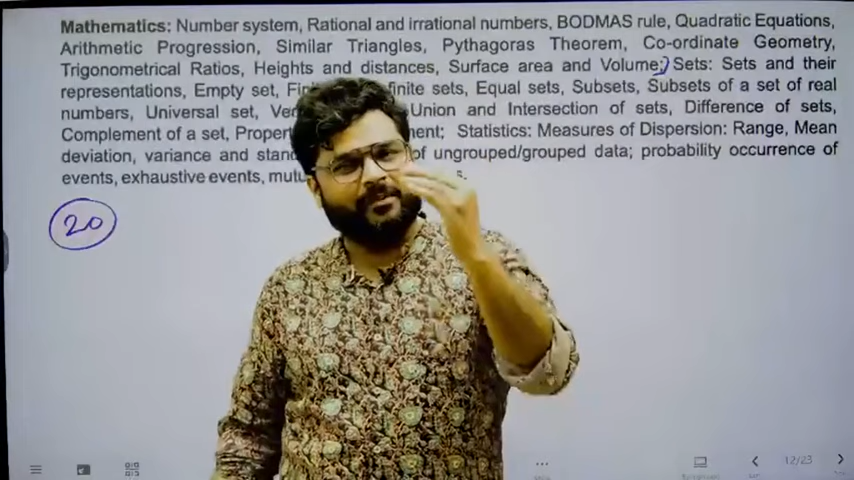 Mathematics: Number system, Rational and irrational numbers, BODMAS rule, Quadratic Equations,
Arithmetic Progression, Similar Triangles, Pythagoras Theorem, Co-ordinate Geometry,
Trigonometrical Ratios, Heights and distances, Surface area and Volume; Sets: Sets and their
representations, Empty set, Finite sets, Equal sets, Subsets, Subsets of a set of real
numbers, Universal set, Union and Intersection of sets, Difference of sets,
Complement of a set, Statistics: Measures of Dispersion: Range, Mean
deviation, variance and of ungrouped/grouped data; Probability occurrence of
events, exhaustive events,
20
12/23